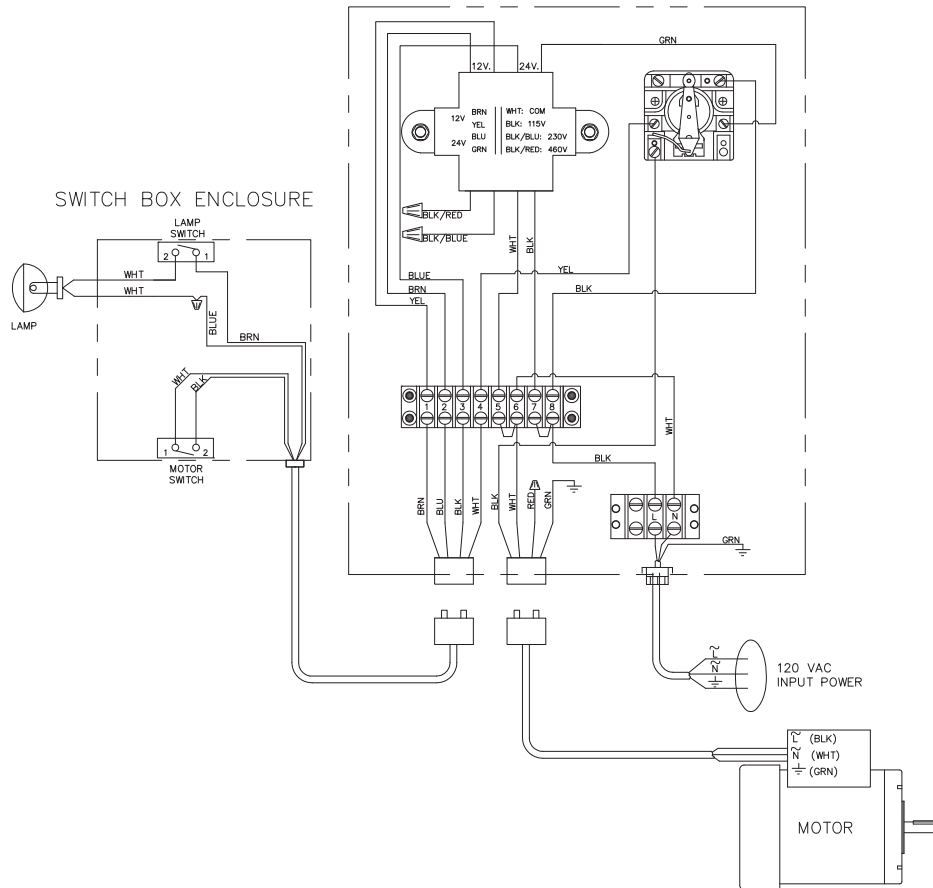 GRN
12V.
24V.
BRN
12V
YEL
BLU
24V
GRN
WHT: COM
BLK: 115V
BLK/BLU: 230V
BLK/RED: 460V
SWITCH BOX ENCLOSURE
LAMP
SWITCH
2
1
BLK/RED
BLK/BLUE
WHT
BLK
WHT
WHT
LAMP
BLUE
BRN
YEL
YEL
BLK
BLUE
BRN
WHT
BLK
1
2
3
4
5
6
7
8
WHT
1
2
MOTOR
SWITCH
BLK
BRN
BLU
BLK
WHT
BLK
WHT
RED
GRN
L
N
GRN
L
N
120 VAC
INPUT POWER
L (BLK)
N (WHT)
(GRN)
MOTOR